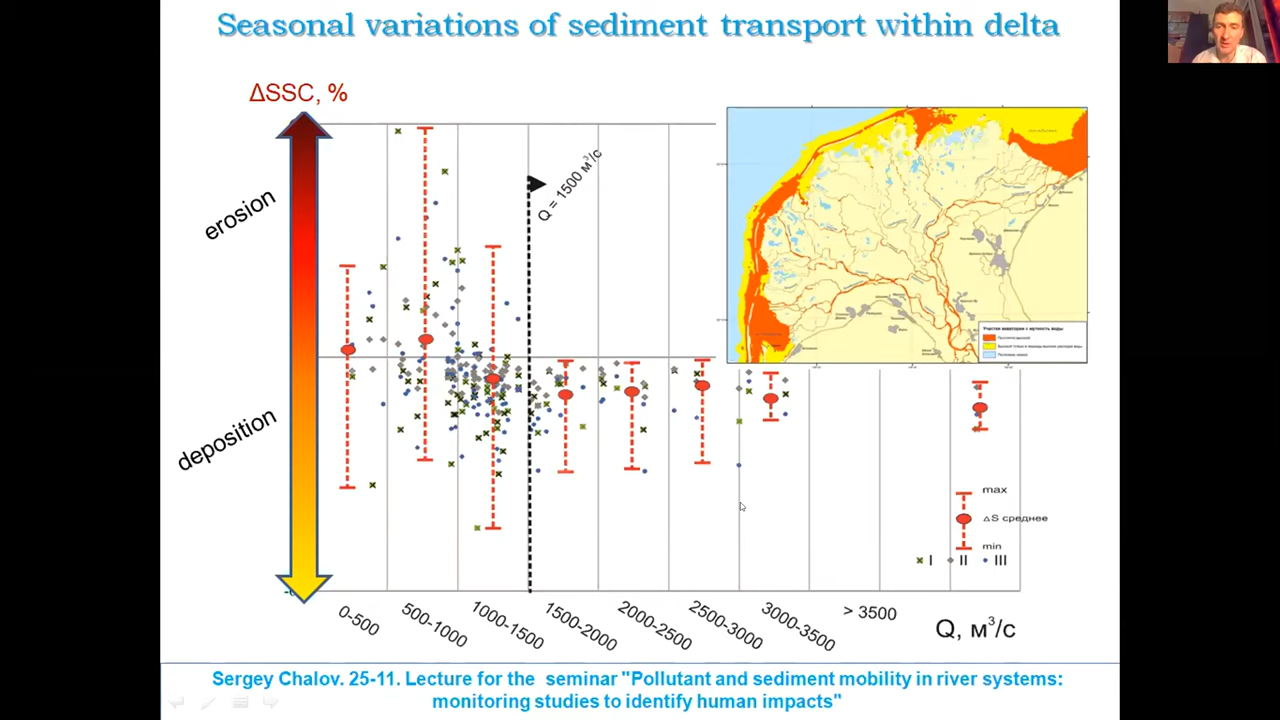 Seasonal variations of sediment transport within delta
ΔSSC, %
erosion
deposition
Q = 1500 м³/с
max
ΔS среднее
min
I II III
0-500
500-1000
1000-1500
1500-2000
2000-2500
2500-3000
3000-3500
> 3500
Q, м³/с
Sergey Chalov. 25-11. Lecture for the seminar "Pollutant and sediment mobility in river systems:
monitoring studies to identify human impacts"